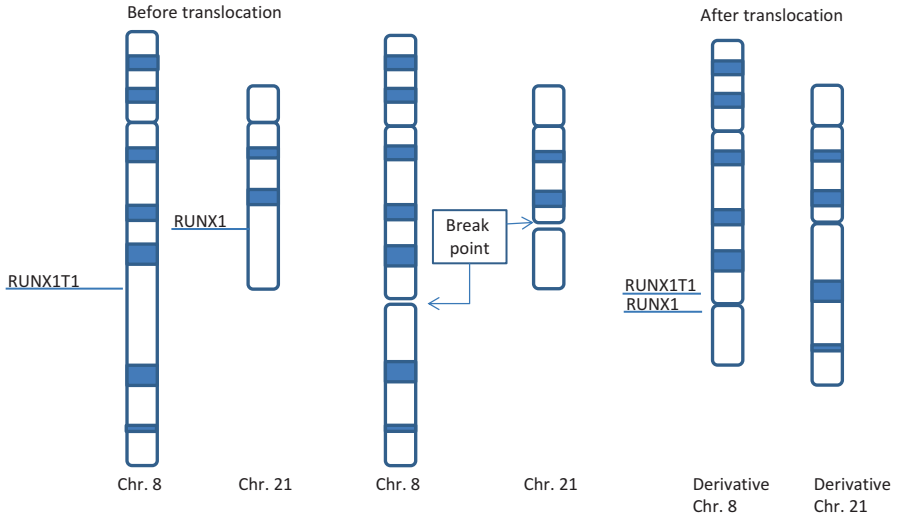 Before translocation
After translocation
RUNX1
Break
point
RUNX1T1
RUNX1T1
RUNX1
Chr. 8
Chr. 21
Chr. 8
Chr. 21
Derivative
Chr. 8
Derivative
Chr. 21